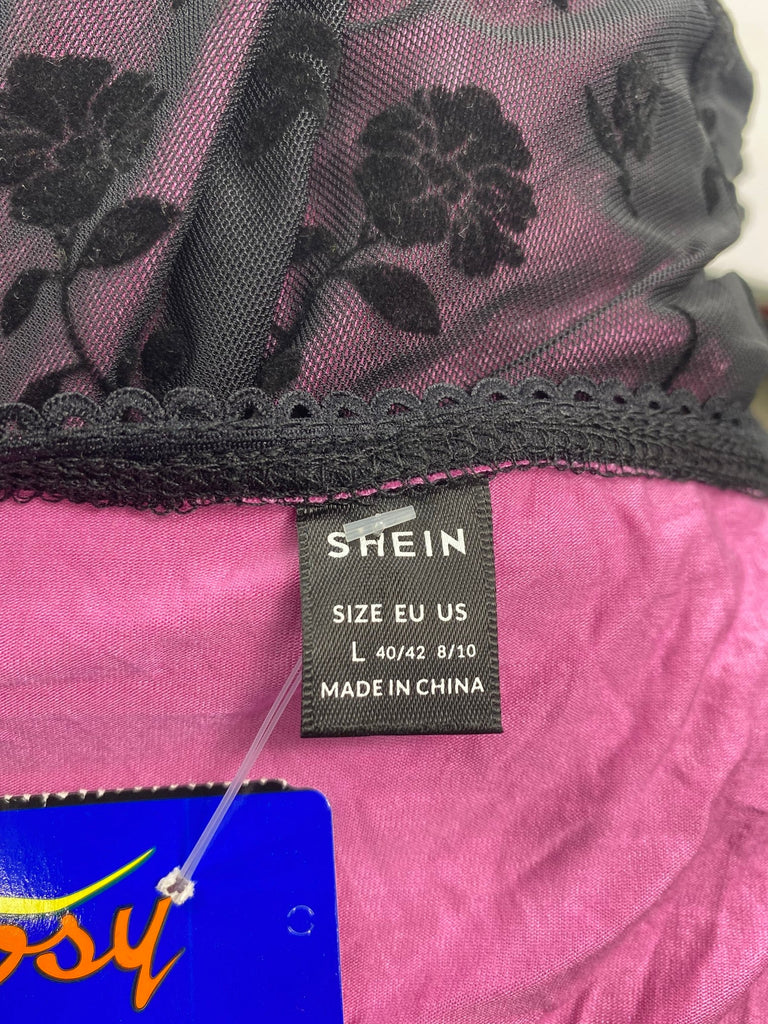 SHEIN
SIZE EU US
L 40/42 8/10
MADE IN CHINA